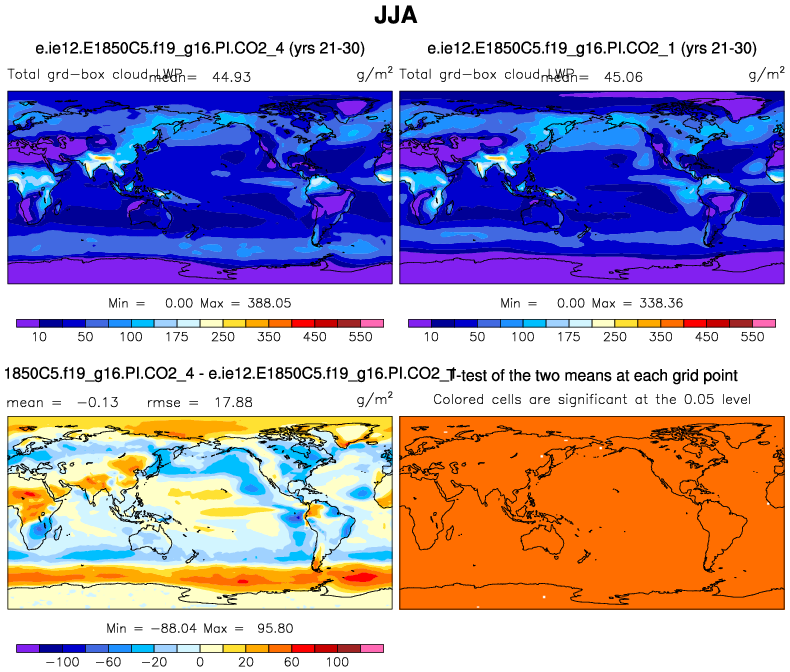 JJA
e.ie12.E1850C5.f19_g16.PI.CO2_4 (yrs 21-30)
e.ie12.E1850C5.f19_g16.PI.CO2_1 (yrs 21-30)
Total grd-box cloud LWP mean= 44.93 g/m²
Total grd-box cloud LWP mean= 45.06 g/m²
Min = 0.00 Max = 388.05
Min = 0.00 Max = 338.36
10 50 100 175 250 350 450 550
10 50 100 175 250 350 450 550
1850C5.f19_g16.PI.CO2_4 - e.ie12.E1850C5.f19_g16.PI.CO2_1
T-test of the two means at each grid point
mean = -0.13 rmse = 17.88 g/m²
Colored cells are significant at the 0.05 level
Min = -88.04 Max = 95.80
-100 -60 -20 0 20 60 100